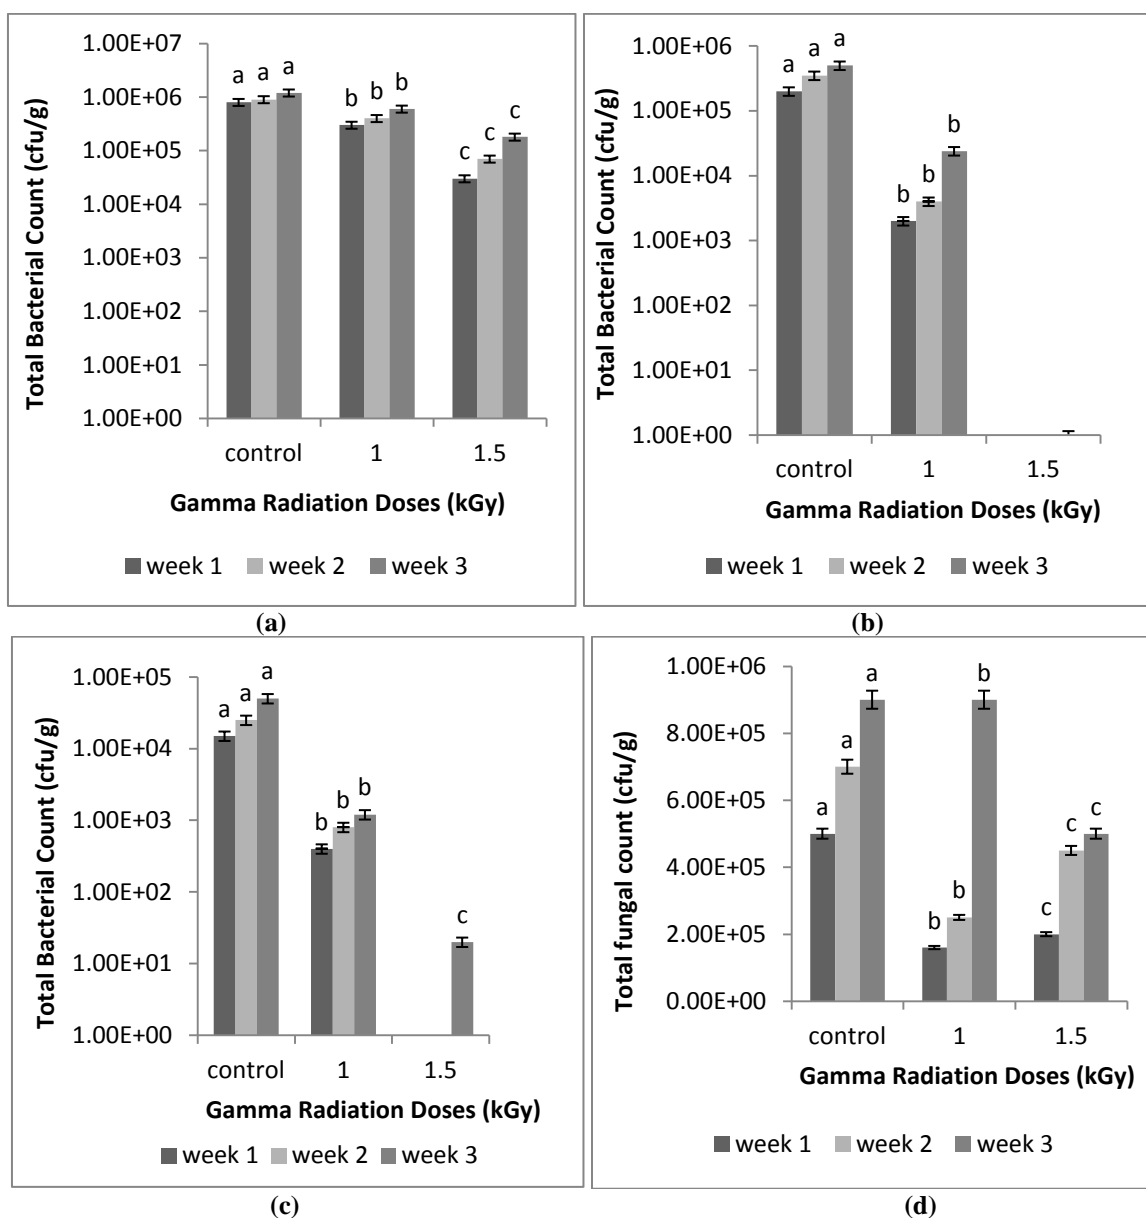 Total Bacterial Count (cfu/g)
1.00E+07
1.00E+06
1.00E+05
1.00E+04
1.00E+03
1.00E+02
1.00E+01
1.00E+00
a a a
b b b
c c c
control 1 1.5
Gamma Radiation Doses (kGy)
week 1 week 2 week 3
(a)
Total Bacterial Count (cfu/g)
1.00E+06
1.00E+05
1.00E+04
1.00E+03
1.00E+02
1.00E+01
1.00E+00
a a a
b b b
control 1 1.5
Gamma Radiation Doses (kGy)
week 1 week 2 week 3
(b)
Total Bacterial Count (cfu/g)
1.00E+05
1.00E+04
1.00E+03
1.00E+02
1.00E+01
1.00E+00
a a a
b b b
c
control 1 1.5
Gamma Radiation Doses (kGy)
week 1 week 2 week 3
(c)
Total fungal count (cfu/g)
1.00E+06
8.00E+05
6.00E+05
4.00E+05
2.00E+05
0.00E+00
a a a
b b b
c c c
control 1 1.5
Gamma Radiation Doses (kGy)
week 1 week 2 week 3
(d)